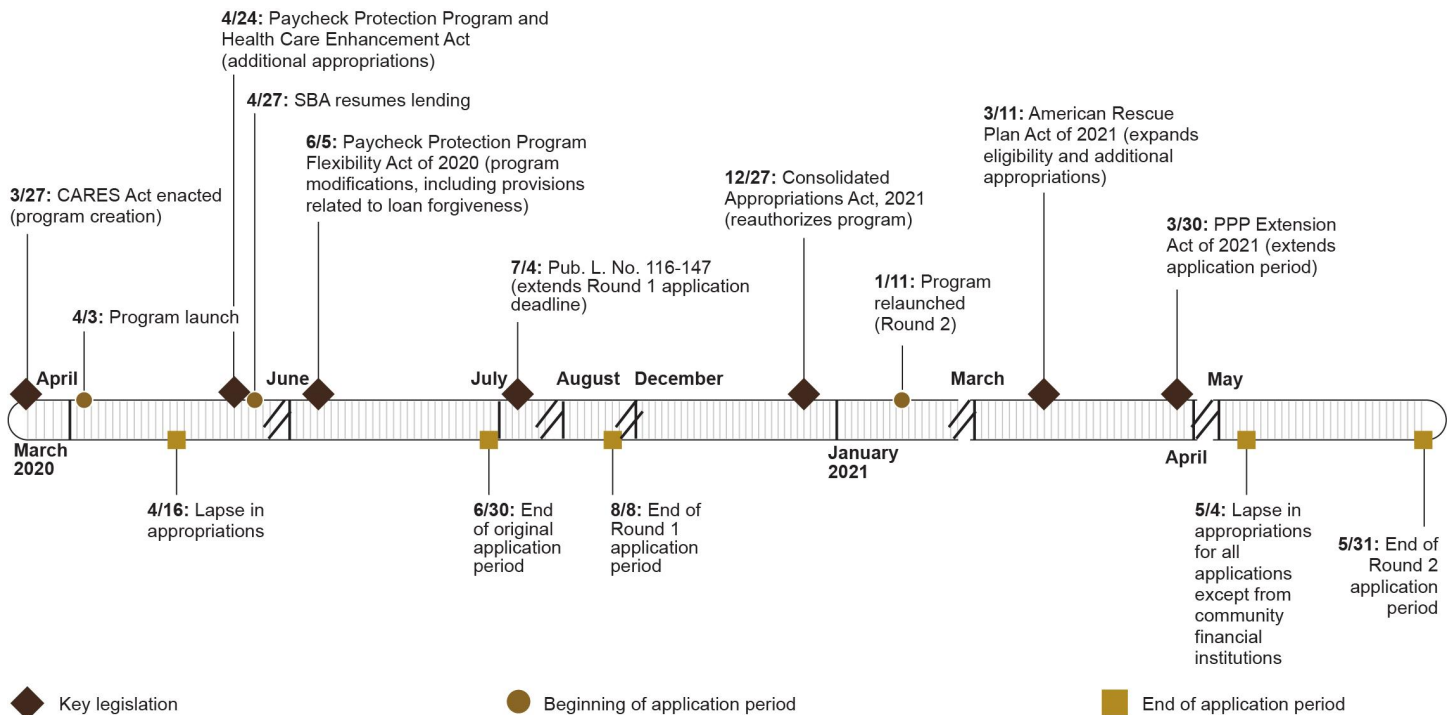 4/24: Paycheck Protection Program and
Health Care Enhancement Act
(additional appropriations)
4/27: SBA resumes lending
6/5: Paycheck Protection Program
Flexibility Act of 2020 (program
modifications, including provisions
related to loan forgiveness)
3/27: CARES Act enacted
(program creation)
4/3: Program launch
7/4: Pub. L. No. 116-147
(extends Round 1 application
deadline)
12/27: Consolidated
Appropriations Act, 2021
(reauthorizes program)
1/11: Program
relaunched
(Round 2)
3/11: American Rescue
Plan Act of 2021 (expands
eligibility and additional
appropriations)
3/30: PPP Extension
Act of 2021 (extends
application period)
April
June
July
August
December
March
May
March
2020
January
2021
April
4/16: Lapse in
appropriations
6/30: End
of original
application
period
8/8: End of
Round 1
application
period
5/4: Lapse in
appropriations
for all
applications
except from
community
financial
institutions
5/31: End of
Round 2
application
period
Key legislation
Beginning of application period
End of application period